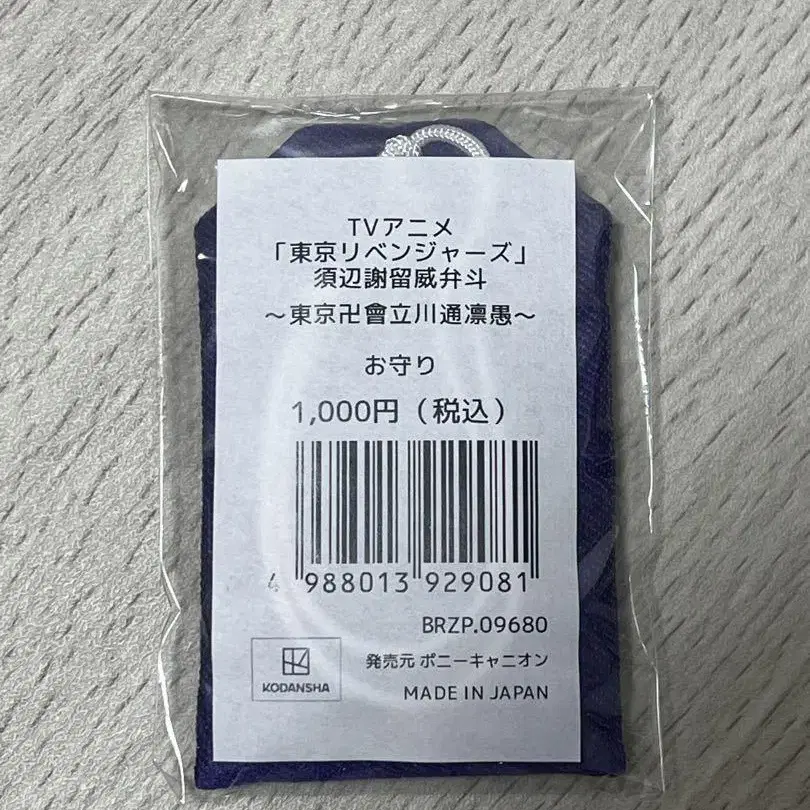 TVアニメ
「東京リベンジャーズ」
須辺謝留威弁斗
～東京卍會立川通凛愚～
お守り
1,000円（税込）
4 988013 929081
BRZP.09680
KODANSHA
発売元 ポニーキャニオン
MADE IN JAPAN